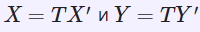 X = TX′ и Y = TY′